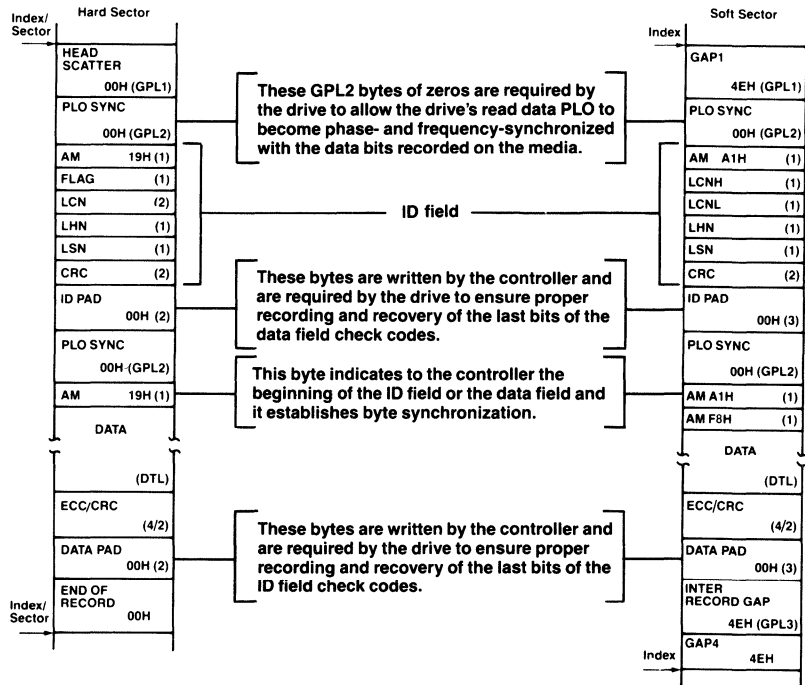 Hard Sector
Index/
Sector
HEAD
SCATTER
00H (GPL1)
PLO SYNC
00H (GPL2)
AM 19H (1)
FLAG (1)
LCN (2)
LHN (1)
LSN (1)
CRC (2)
ID PAD
00H (2)
PLO SYNC
00H (GPL2)
AM 19H (1)
DATA
(DTL)
ECC/CRC
(4/2)
DATA PAD
00H (2)
END OF
RECORD
00H
Index/
Sector
These GPL2 bytes of zeros are required by
the drive to allow the drive's read data PLO to
become phase- and frequency-synchronized
with the data bits recorded on the media.
ID field
These bytes are written by the controller and
are required by the drive to ensure proper
recording and recovery of the last bits of the
data field check codes.
This byte indicates to the controller the
beginning of the ID field or the data field and
it establishes byte synchronization.
These bytes are written by the controller and
are required by the drive to ensure proper
recording and recovery of the last bits of the
ID field check codes.
Soft Sector
Index
GAP1
4EH (GPL1)
PLO SYNC
00H (GPL2)
AM A1H (1)
LCNH (1)
LCNL (1)
LHN (1)
LSN (1)
CRC (2)
ID PAD
00H (3)
PLO SYNC
00H (GPL2)
AM A1H (1)
AM F8H (1)
DATA
(DTL)
ECC/CRC
(4/2)
DATA PAD
00H (3)
INTER
RECORD GAP
4EH (GPL3)
GAP4
4EH
Index